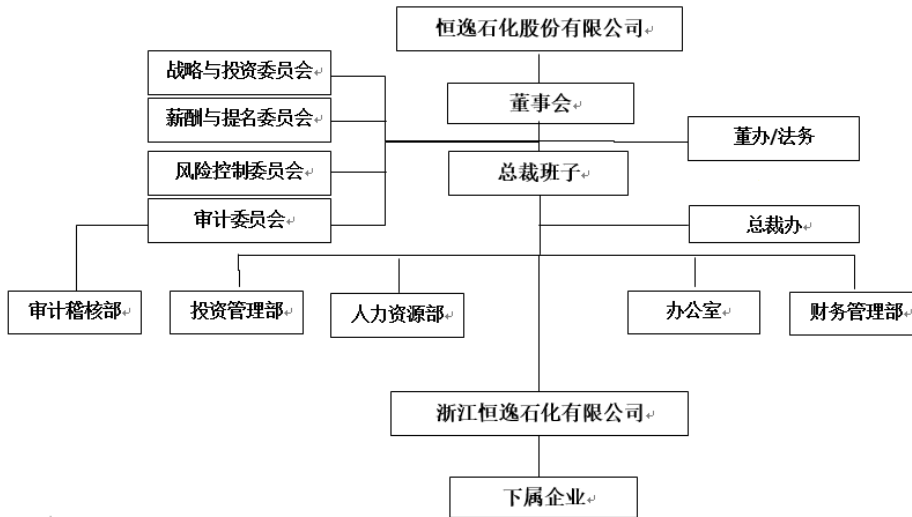 恒逸石化股份有限公司
战略与投资委员会
董事会
薪酬与提名委员会
董办/法务
风险控制委员会
总裁班子
审计委员会
总裁办
审计稽核部
投资管理部
人力资源部
办公室
财务管理部
浙江恒逸石化有限公司
下属企业